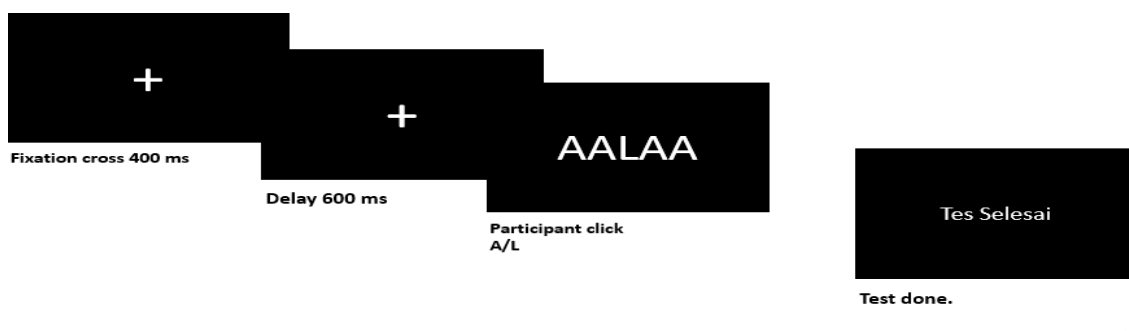 +
Fixation cross 400 ms
+
Delay 600 ms
AALAA
Participant click
A/L
Tes Selesai
Test done.